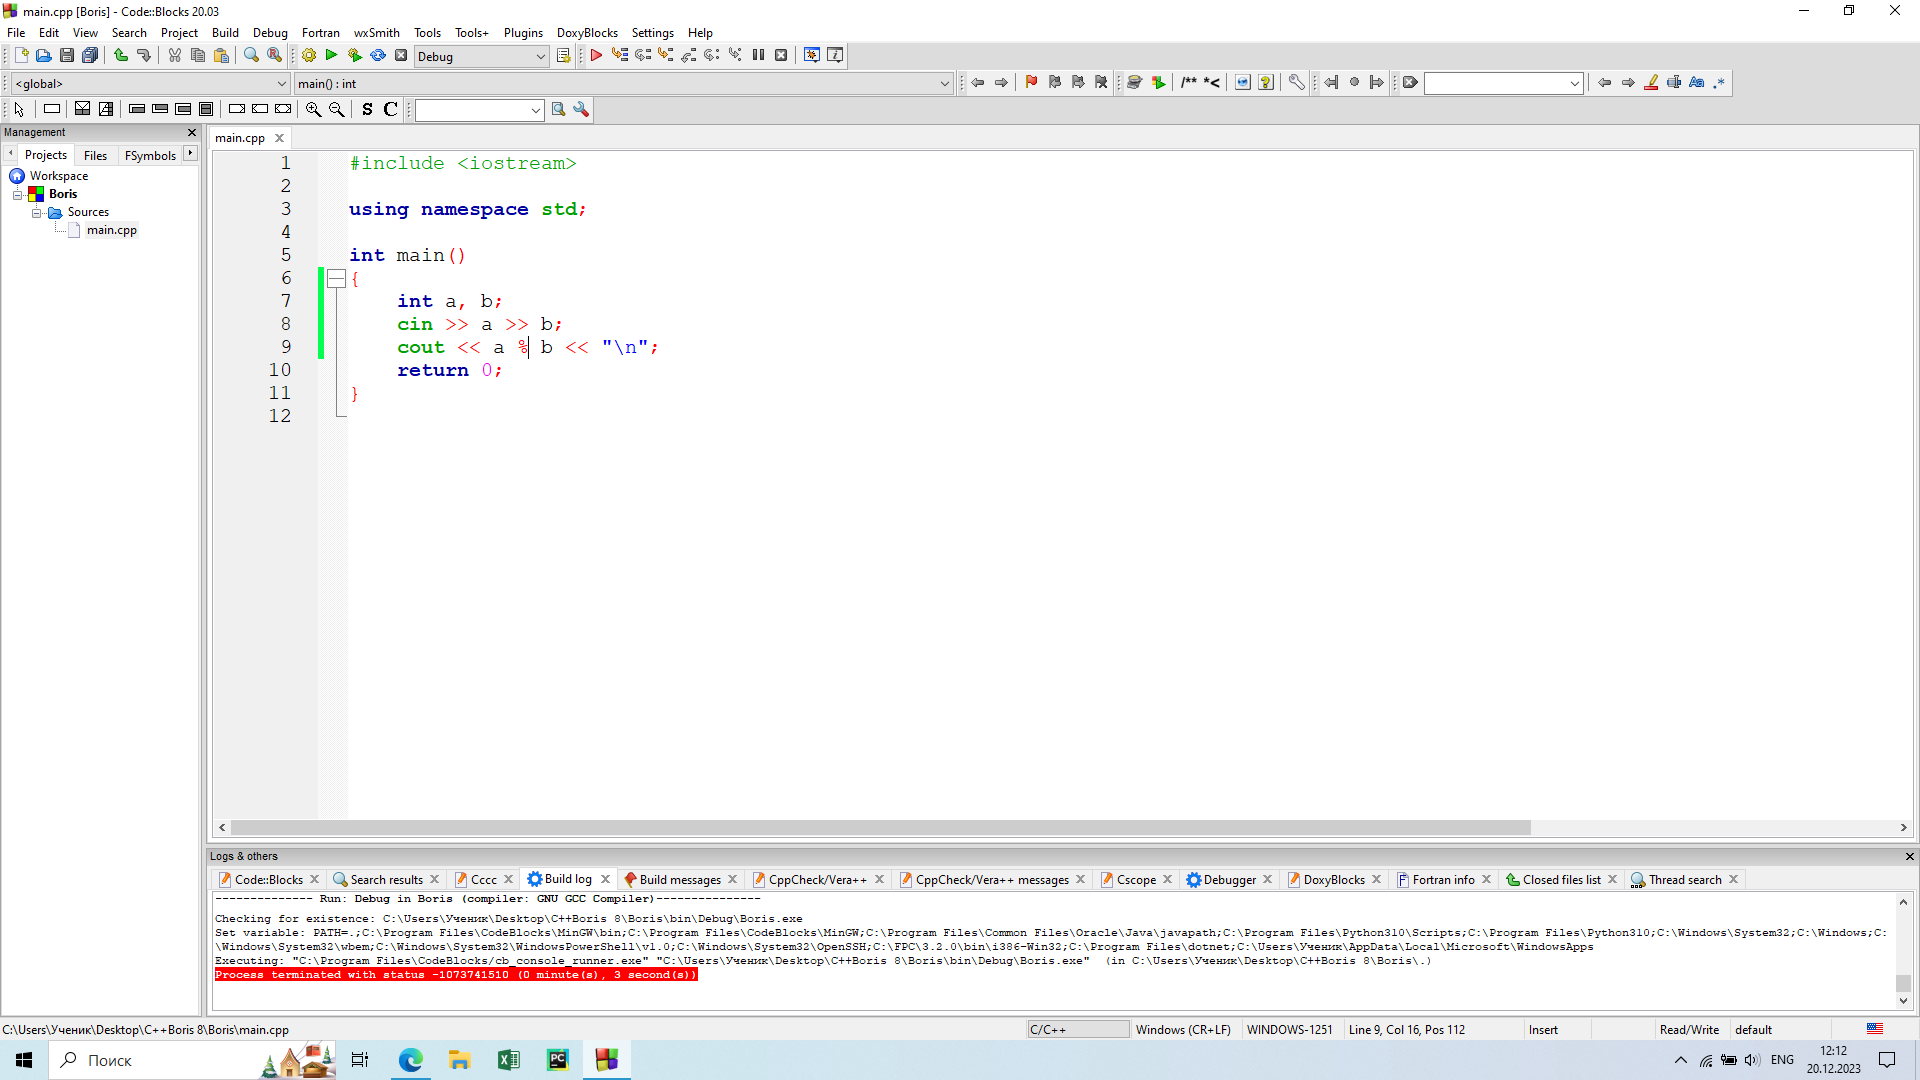 main.cpp [Boris] - Code::Blocks 20.03
File Edit View Search Project Build Debug Fortran wxSmith Tools Tools+ Plugins DoxyBlocks Settings Help
Debug
<global> main() : int /** *<
S C
Management
Projects Files FSymbols
Workspace
Boris
Sources
main.cpp
main.cpp
1 #include <iostream>
2
3 using namespace std;
4
5 int main()
6 {
7 int a, b;
8 cin >> a >> b;
9 cout << a % b << "\n";
10 return 0;
11 }
12
Logs & others
Code::Blocks Search results Cccc Build log Build messages CppCheck/Vera++ CppCheck/Vera++ messages Cscope Debugger DoxyBlocks Fortran info Closed files list Thread search
-------------- Run: Debug in Boris (compiler: GNU GCC Compiler)---------------
Checking for existence: C:\Users\Ученик\Desktop\C++Boris 8\Boris\bin\Debug\Boris.exe
Set variable: PATH=.;C:\Program Files\CodeBlocks\MinGW\bin;C:\Program Files\CodeBlocks\MinGW;C:\Program Files\Common Files\Oracle\Java\javapath;C:\Program Files\Python310\Scripts;C:\Program Files\Python310;C:\Windows\System32;C:\Windows;C:
\Windows\System32\wbem;C:\Windows\System32\WindowsPowerShell\v1.0;C:\Windows\System32\OpenSSH;C:\FPC\3.2.0\bin\i386-Win32;C:\Program Files\dotnet;C:\Users\Ученик\AppData\Local\Microsoft\WindowsApps
Executing: "C:\Program Files\CodeBlocks/cb_console_runner.exe" "C:\Users\Ученик\Desktop\C++Boris 8\Boris\bin\Debug\Boris.exe" (in C:\Users\Ученик\Desktop\C++Boris 8\Boris\.)
Process terminated with status -1073741510 (0 minute(s), 3 second(s))
C:\Users\Ученик\Desktop\C++Boris 8\Boris\main.cpp C/C++ Windows (CR+LF) WINDOWS-1251 Line 9, Col 16, Pos 112 Insert Read/Write default
Поиск ENG 12:12
20.12.2023